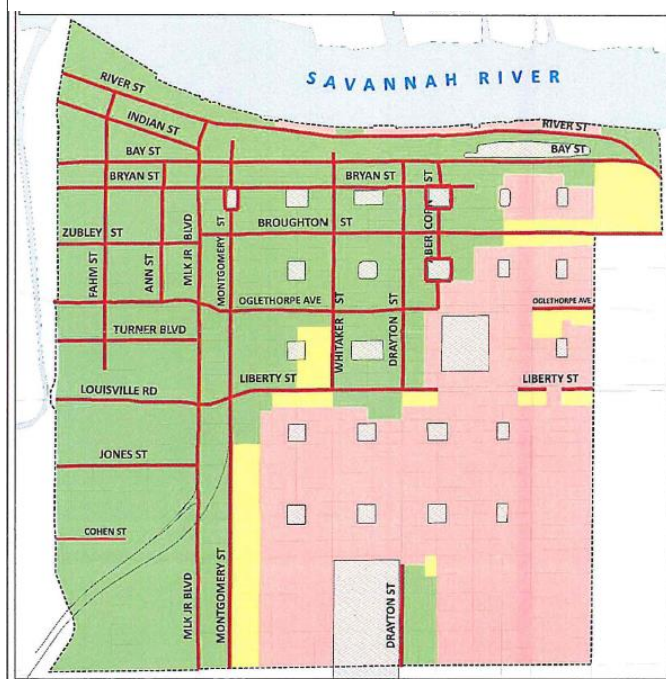 SAVANNAH RIVER
RIVER ST
INDIAN ST
RIVER ST
BAY ST
BAY ST
BRYAN ST
BRYAN ST
ABERCORN ST
ZUBLEY ST
MLK JR BLVD
MONTGOMERY ST
BROUGHTON ST
FAHM ST
ANN ST
OGLETHORPE AVE
WHITAKER ST
DRAYTON ST
OGLETHORPE AVE
TURNER BLVD
LIBERTY ST
LIBERTY ST
LOUISVILLE RD
JONES ST
COHEN ST
MLK JR BLVD
MONTGOMERY ST
DRAYTON ST